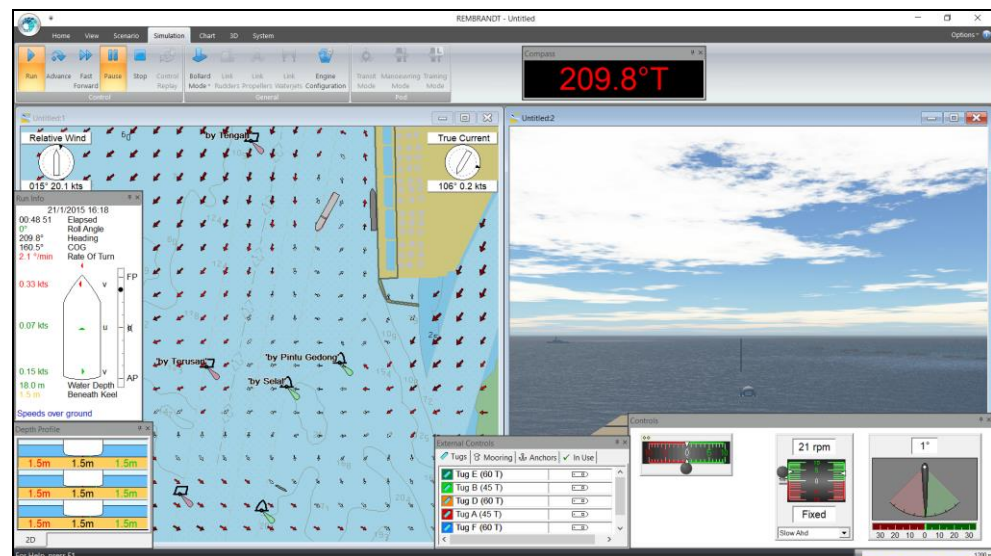 REMBRANDT - Untitled
Home View Scenario Simulation Chart 3D System
Options
Run Advance Fast Forward Pause Stop Control Replay
Control
Bollard Mode Link Rudders Link Propellers Link Waterjets Engine Configuration
General
Transit Mode Manoeuvring Mode Training Mode
Pod
Compass
209.8°T
Untitled:1
Untitled:2
Relative Wind
015° 20.1 kts
True Current
106° 0.2 kts
'by Tengah'
'by Terusan'
'by Pintu Gedong'
'by Selat'
Run Info
21/1/2015 16:18
00:48 51 Elapsed
0° Roll Angle
209.8° Heading
160.5° COG
2.1 °/min Rate Of Turn
FP
0.33 kts v
0.07 kts u
0.15 kts v
AP
18.0 m Water Depth
1.5 m Beneath Keel
Speeds over ground
Depth Profile
1.5m 1.5m 1.5m
1.5m 1.5m 1.5m
1.5m 1.5m 1.5m
2D
External Controls
Tugs Mooring Anchors In Use
Tug E (60 T)
Tug B (45 T)
Tug D (60 T)
Tug A (45 T)
Tug F (60 T)
Controls
21 rpm
Fixed
Slow Ahd
1°
30 20 10 0 10 20 30
For Help, press F1